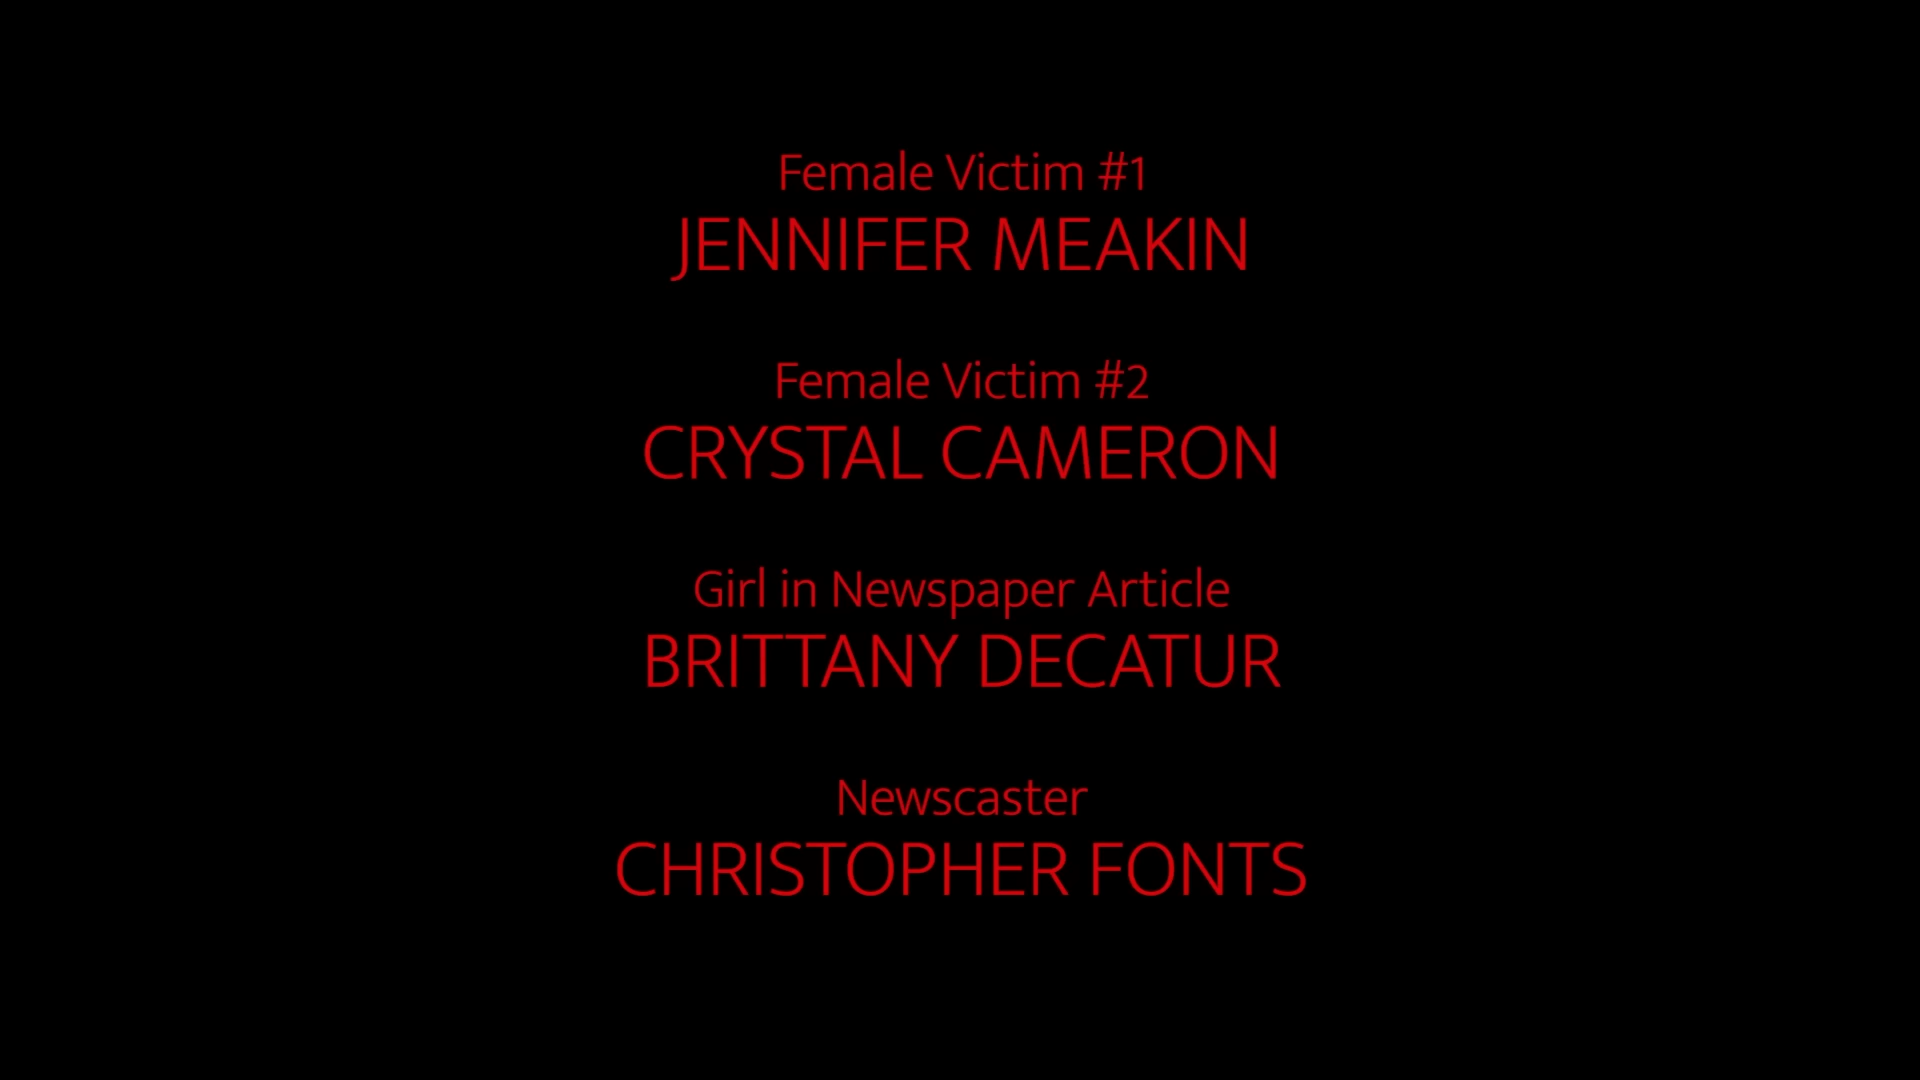 Female Victim #1
JENNIFER MEAKIN
Female Victim #2
CRYSTAL CAMERON
Girl in Newspaper Article
BRITTANY DECATUR
Newscaster
CHRISTOPHER FONTS